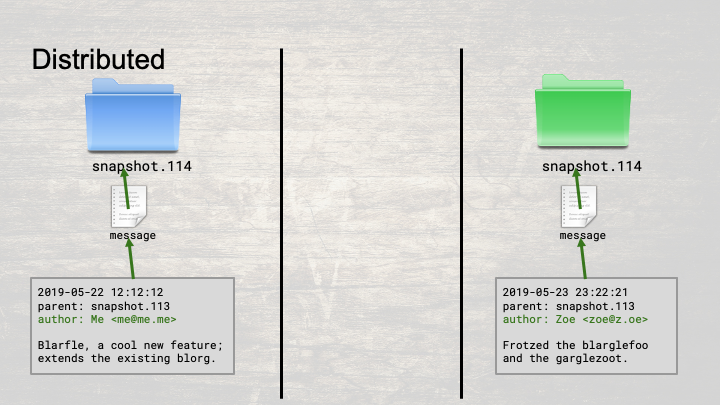 Distributed
snapshot.114
message
2019-05-22 12:12:12
parent: snapshot.113
author: Me <me@me.me>
Blarfle, a cool new feature;
extends the existing blorg.
snapshot.114
message
2019-05-23 23:22:21
parent: snapshot.113
author: Zoe <zoe@z.oe>
Frotzed the blarglefoo
and the garglezoot.